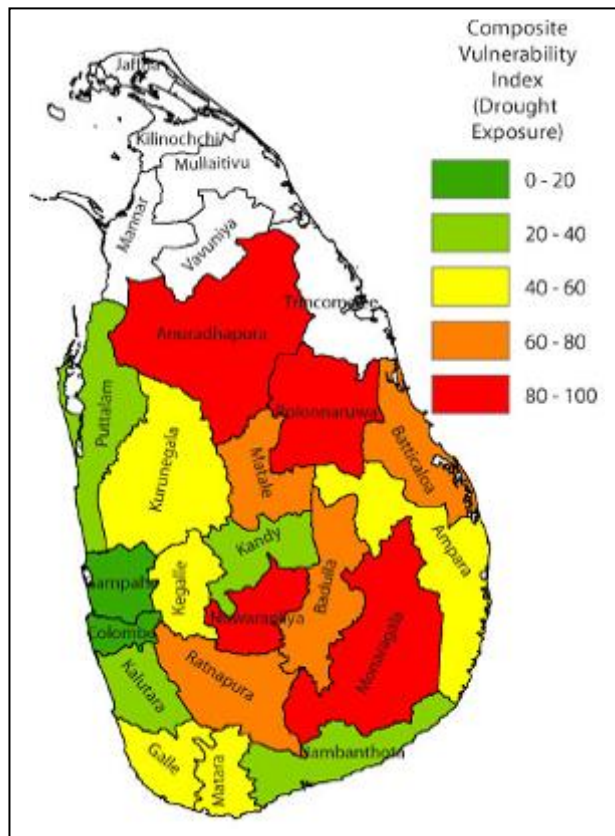 Composite
Vulnerability
Index
(Drought
Exposure)
0 - 20
20 - 40
40 - 60
60 - 80
80 - 100
Jaffna
Kilinochchi
Mullaitivu
Mannar
Vavuniya
Trincomalee
Anuradhapura
Polonnaruwa
Puttalam
Kurunegala
Matale
Batticaloa
Kandy
Ampara
Gampaha
Kegalle
Badulla
Nuwaraeliya
Colombo
Monaragala
Ratnapura
Kalutara
Hambanthota
Galle
Matara